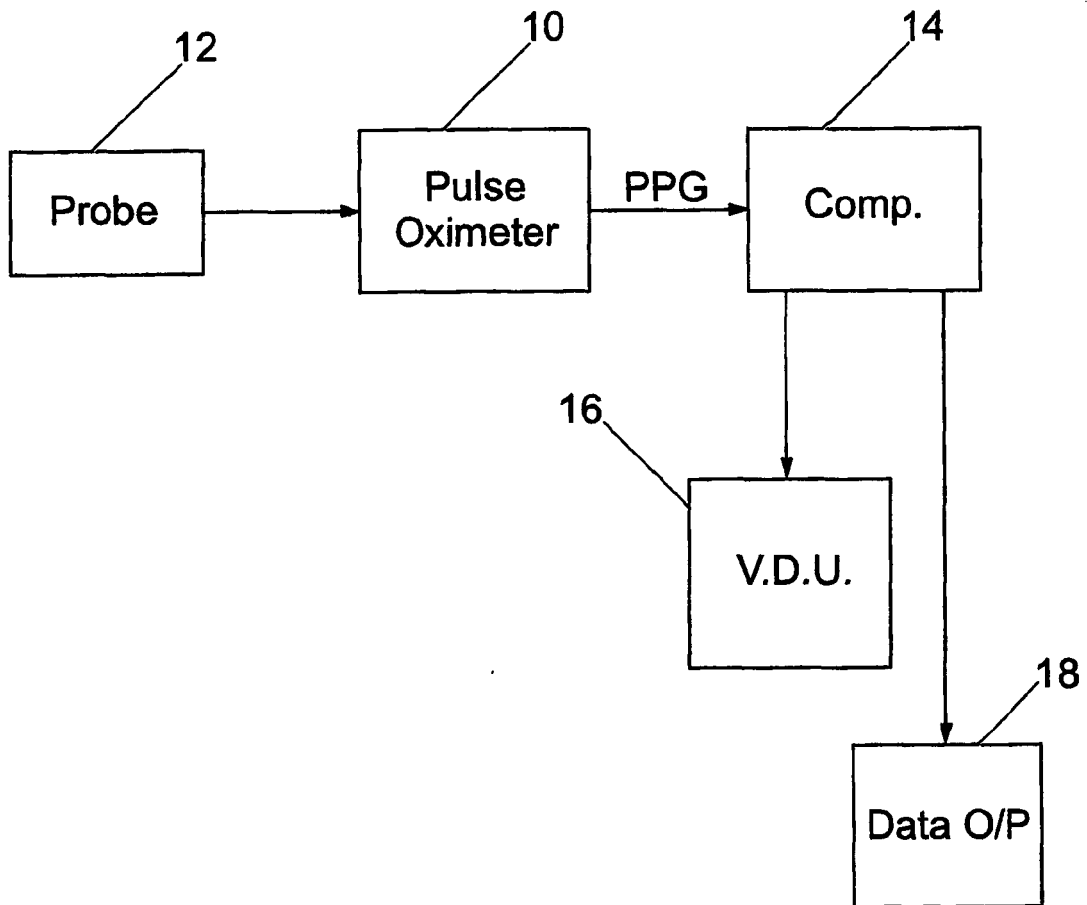 12
10
14
Probe
Pulse
Oximeter
PPG
Comp.
16
V.D.U.
18
Data O/P